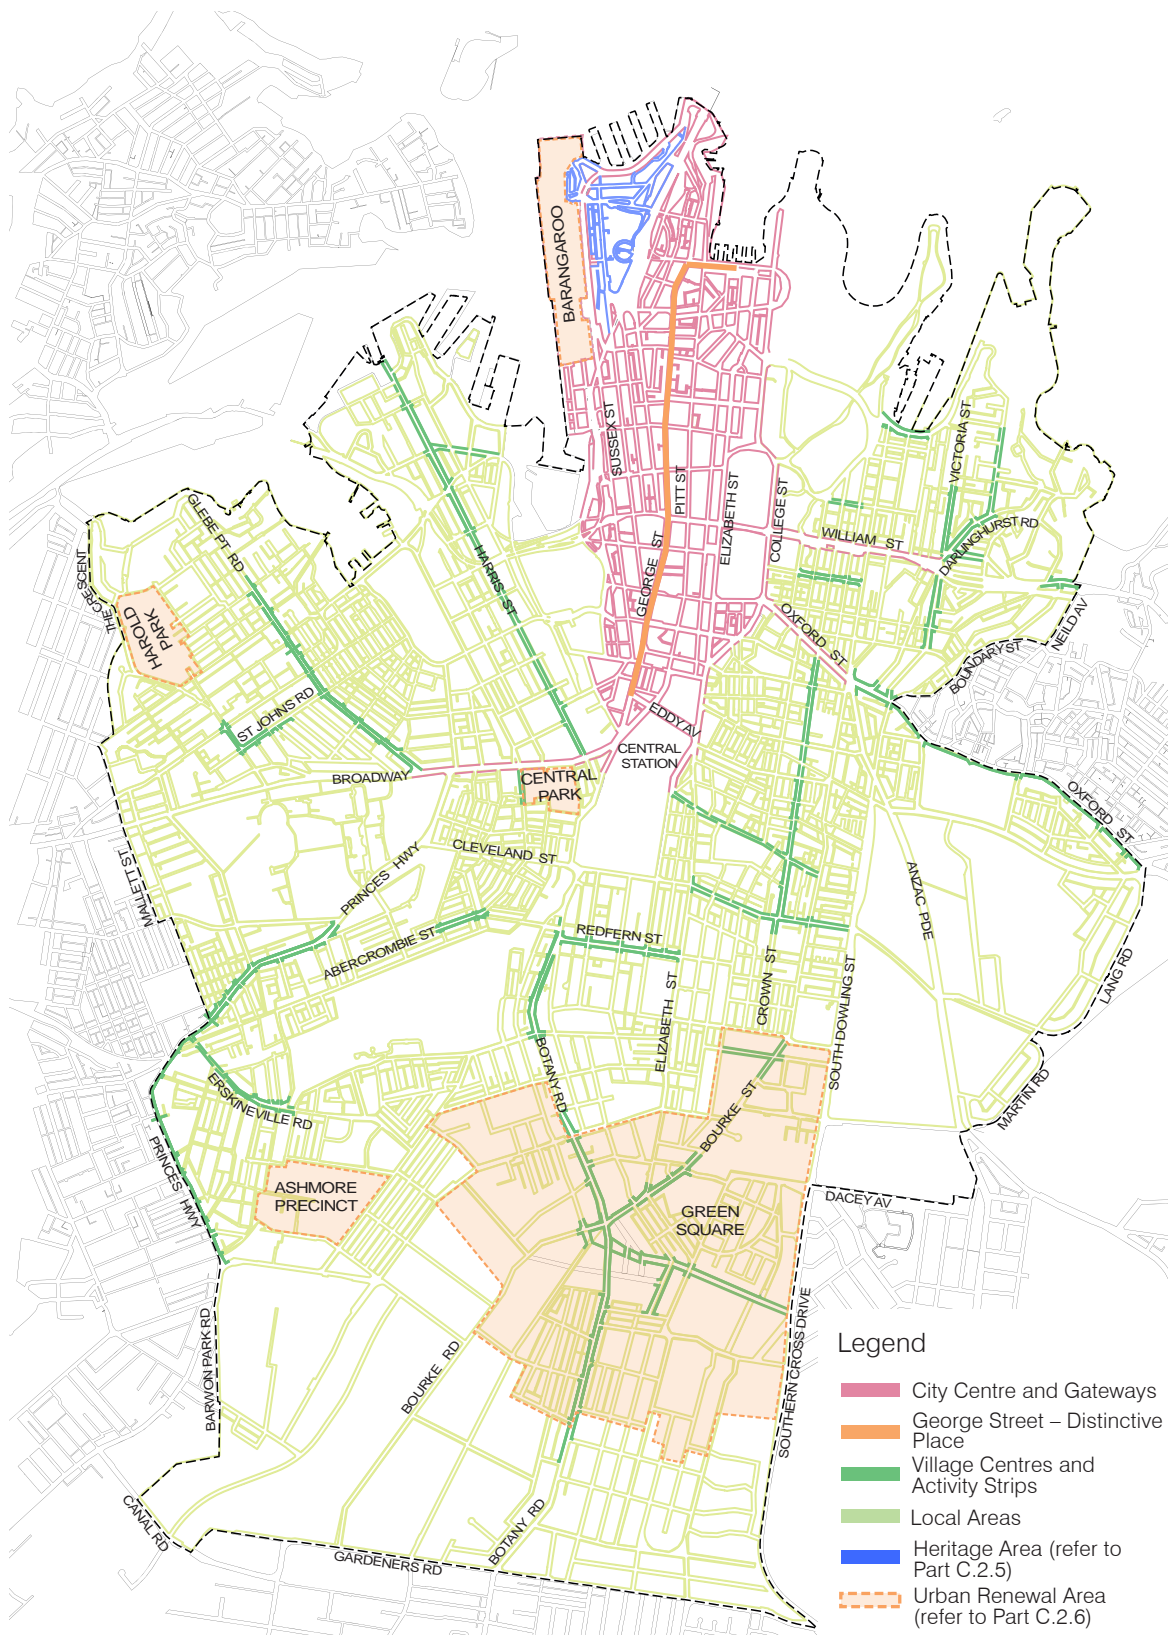 BARANGAROO
SUSSEX ST
PITT ST
GEORGE ST
ELIZABETH ST
COLLEGE ST
VICTORIA ST
WILLIAM ST
DARLINGHURST RD
NEILD AV
BOUNDARY ST
OXFORD ST
GLEBE PT RD
HARRIS ST
THE CRESCENT
HAROLD
PARK
ST JOHNS RD
EDDY AV
CENTRAL
STATION
BROADWAY
CENTRAL
PARK
OXFORD ST
CLEVELAND ST
PRINCES HWY
MALLETT ST
ANZAC PDE
ABERCROMBIE ST
REDFERN ST
CROWN ST
ELIZABETH ST
SOUTH DOWLING ST
LANG RD
MARTIN RD
BOTANY RD
BOURKE ST
ERSKINEVILLE RD
PRINCES HWY
ASHMORE
PRECINCT
GREEN
SQUARE
DACEY AV
BARWON PARK RD
BOURKE RD
SOUTHERN CROSS DRIVE
CANAL RD
BOTANY RD
GARDENERS RD
Legend
City Centre and Gateways
George Street – Distinctive
Place
Village Centres and
Activity Strips
Local Areas
Heritage Area (refer to
Part C.2.5)
Urban Renewal Area
(refer to Part C.2.6)